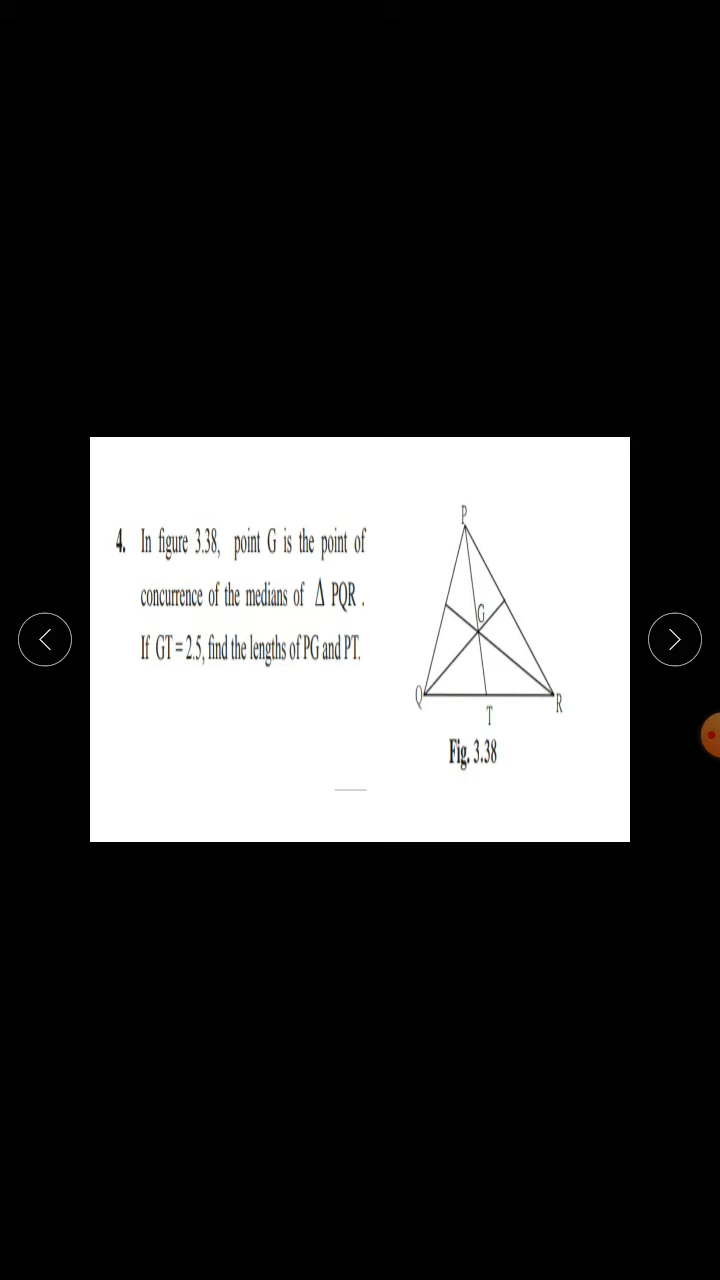 P
4. In figure 3.38, point G is the point of
concurrence of the medians of Δ PQR .
G
If GT = 2.5, find the lengths of PG and PT.
Q
R
T
Fig. 3.38